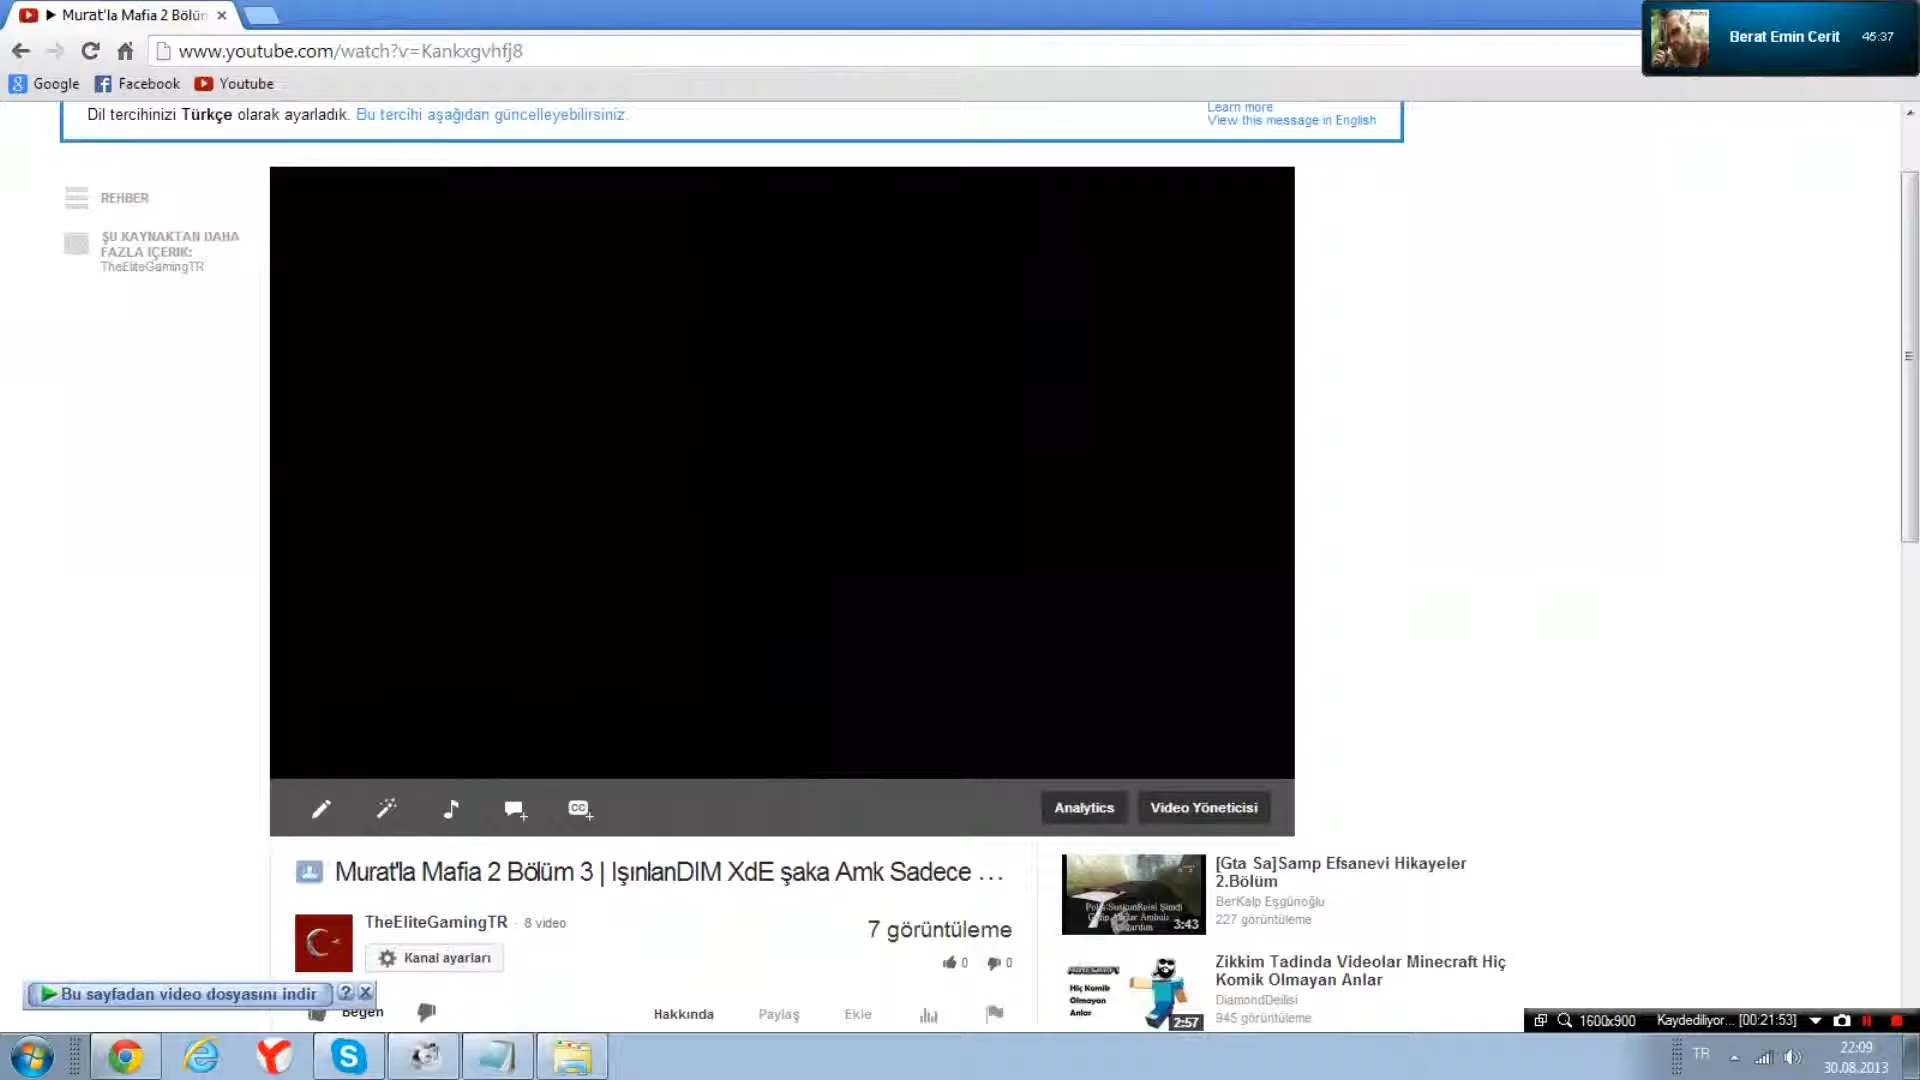 Murat'la Mafia 2 Bölün
www.youtube.com/watch?v=Kankxgvhfj8
Berat Emin Cerit 45:37
Google Facebook Youtube
Dil tercihinizi Türkçe olarak ayarladık. Bu tercihi aşağıdan güncelleyebilirsiniz.
Learn more
View this message in English
REHBER
ŞU KAYNAKTAN DAHA
FAZLA İÇERİK:
TheEliteGamingTR
CC
Analytics Video Yöneticisi
Murat'la Mafia 2 Bölüm 3 | IşınlanDIM XdE şaka Amk Sadece ...
TheEliteGamingTR · 8 video
7 görüntüleme
Kanal ayarları
0 0
Bu sayfadan video dosyasını indir ?
Beğen
Hakkında Paylaş Ekle
[Gta Sa]Samp Efsanevi Hikayeler
2.Bölüm
BerKalp Eşgünoğlu
227 görüntüleme
3:43
Zikkim Tadinda Videolar Minecraft Hiç
Komik Olmayan Anlar
DiamondDeilisi
945 görüntüleme
Hiç Komik
Olmayan
Anlar
2:57
1600x900 Kaydediliyor... [00:21:53]
TR
22:09
30.08.2013